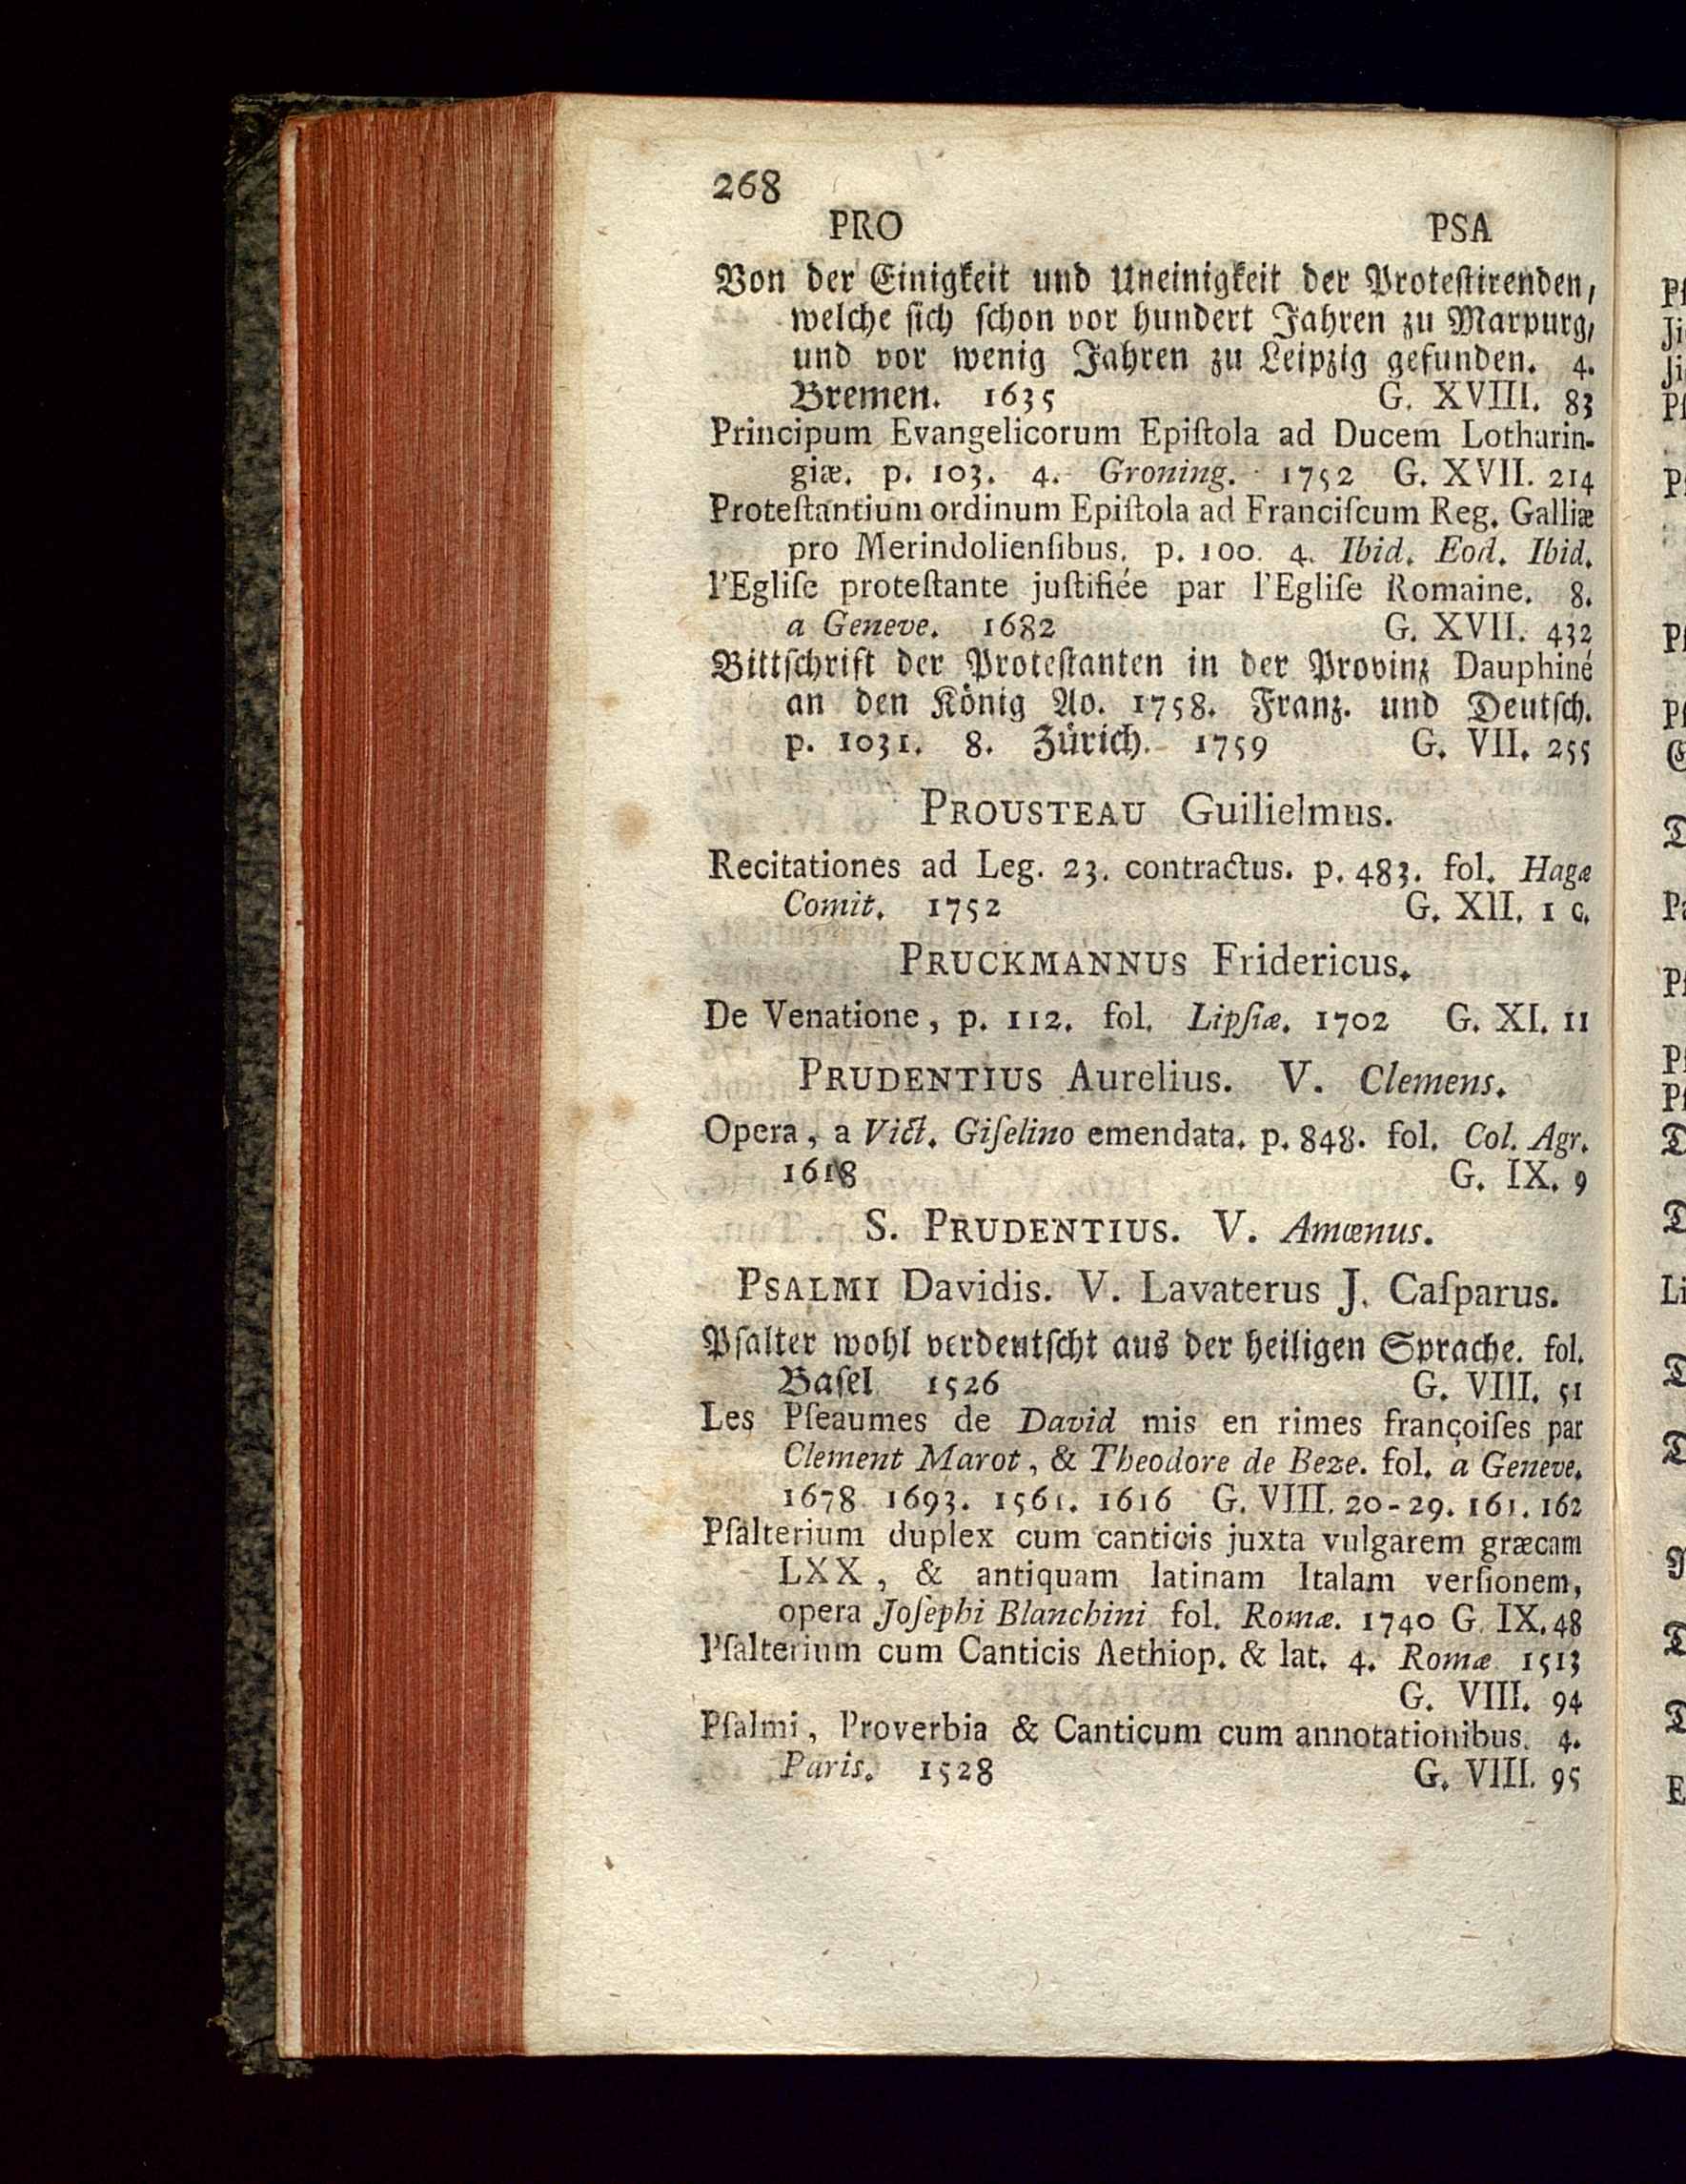 268
PRO PSA
Von der Einigkeit und Uneinigkeit der Proteſtirenden,
welche ſich ſchon vor hundert Jahren zu Marpurg,
und vor wenig Jahren zu Leipzig gefunden. 4.
Bremen. 1635 G. XVIII. 83
Principum Evangelicorum Epiſtola ad Ducem Lotharin-
giæ. p. 103. 4. Groning. 1752 G. XVII. 214
Proteſtantium ordinum Epiſtola ad Franciſcum Reg. Galliæ
pro Merindolienſibus. p. 100. 4. Ibid. Eod. Ibid.
l'Egliſe proteſtante juſtifiée par l'Egliſe Romaine. 8.
a Geneve. 1682 G. XVII. 432
Bittſchrift der Proteſtanten in der Provinz Dauphiné
an den König Ao. 1758. Franz. und Deutſch.
p. 1031. 8. Zürich. 1759 G. VII. 255
PROUSTEAU Guilielmus.
Recitationes ad Leg. 23. contractus. p. 483. fol. Hagæ
Comit. 1752 G. XII. 1 c.
PRUCKMANNUS Fridericus.
De Venatione, p. 112. fol. Lipſiæ. 1702 G. XI. 11
PRUDENTIUS Aurelius. V. Clemens.
Opera, a Vict. Giſelino emendata. p. 848. fol. Col. Agr.
1618 G. IX. 9
S. PRUDENTIUS. V. Amœnus.
PSALMI Davidis. V. Lavaterus J. Caſparus.
Pſalter wohl verdeutſcht aus der heiligen Sprache. fol.
Baſel 1526 G. VIII. 51
Les Pſeaumes de David mis en rimes françoiſes par
Clement Marot, & Theodore de Beze. fol. a Geneve.
1678. 1693. 1561. 1616 G. VIII. 20-29. 161. 162
Pſalterium duplex cum canticis juxta vulgarem græcam
LXX, & antiquam latinam Italam verſionem,
opera Joſephi Blanchini fol. Romæ. 1740 G. IX. 48
Pſalterium cum Canticis Aethiop. & lat. 4. Romæ 1513
G. VIII. 94
Pſalmi, Proverbia & Canticum cum annotationibus. 4.
Paris. 1528 G. VIII. 95